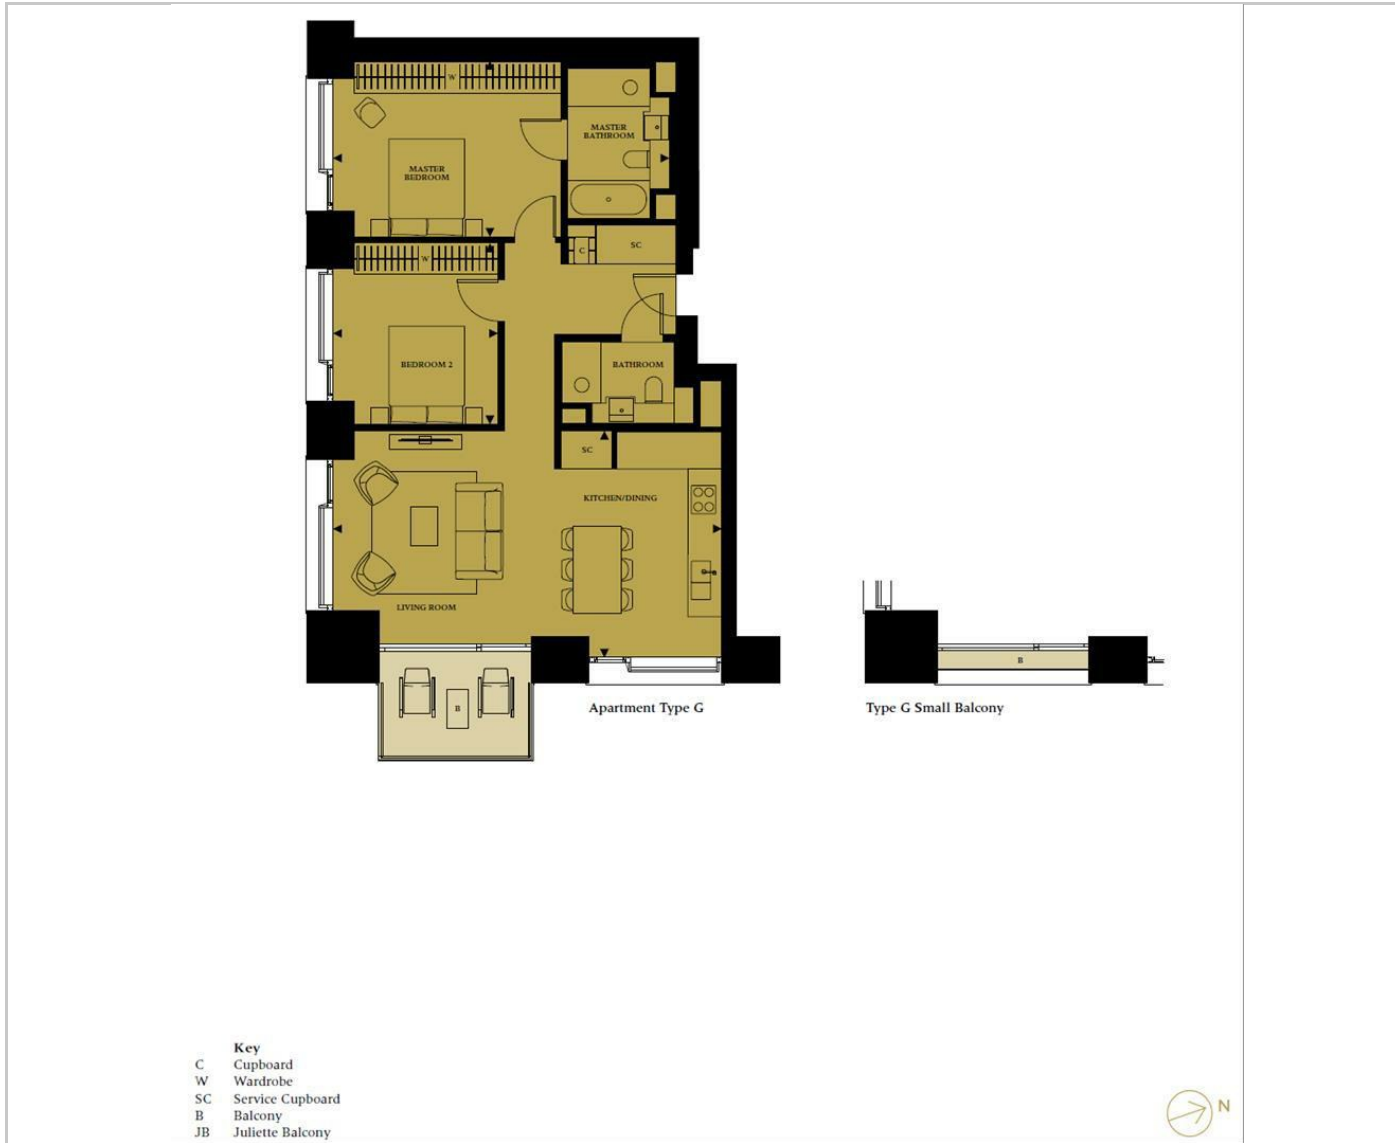 W
MASTER
BATHROOM
MASTER
BEDROOM
C
SC
W
BEDROOM 2
BATHROOM
SC
KITCHEN/DINING
LIVING ROOM
B
Apartment Type G
B
Type G Small Balcony
Key
C Cupboard
W Wardrobe
SC Service Cupboard
B Balcony
JB Juliette Balcony
N